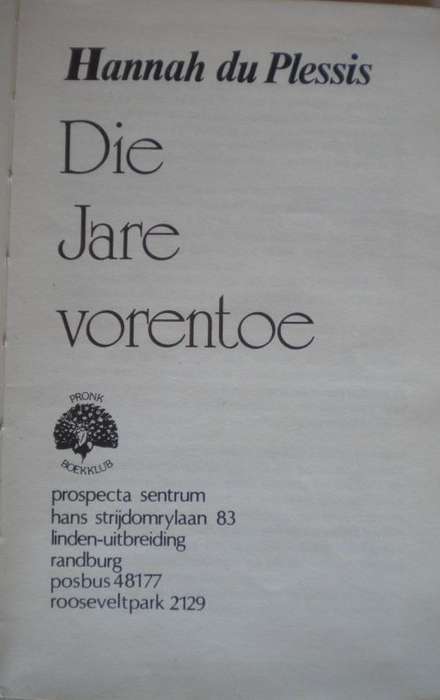 Hannah du Plessis
Die
Jare
vorentoe
PRONK
BOEKKLUB
prospecta sentrum
hans strijdomrylaan 83
linden-uitbreiding
randburg
posbus 48177
rooseveltpark 2129